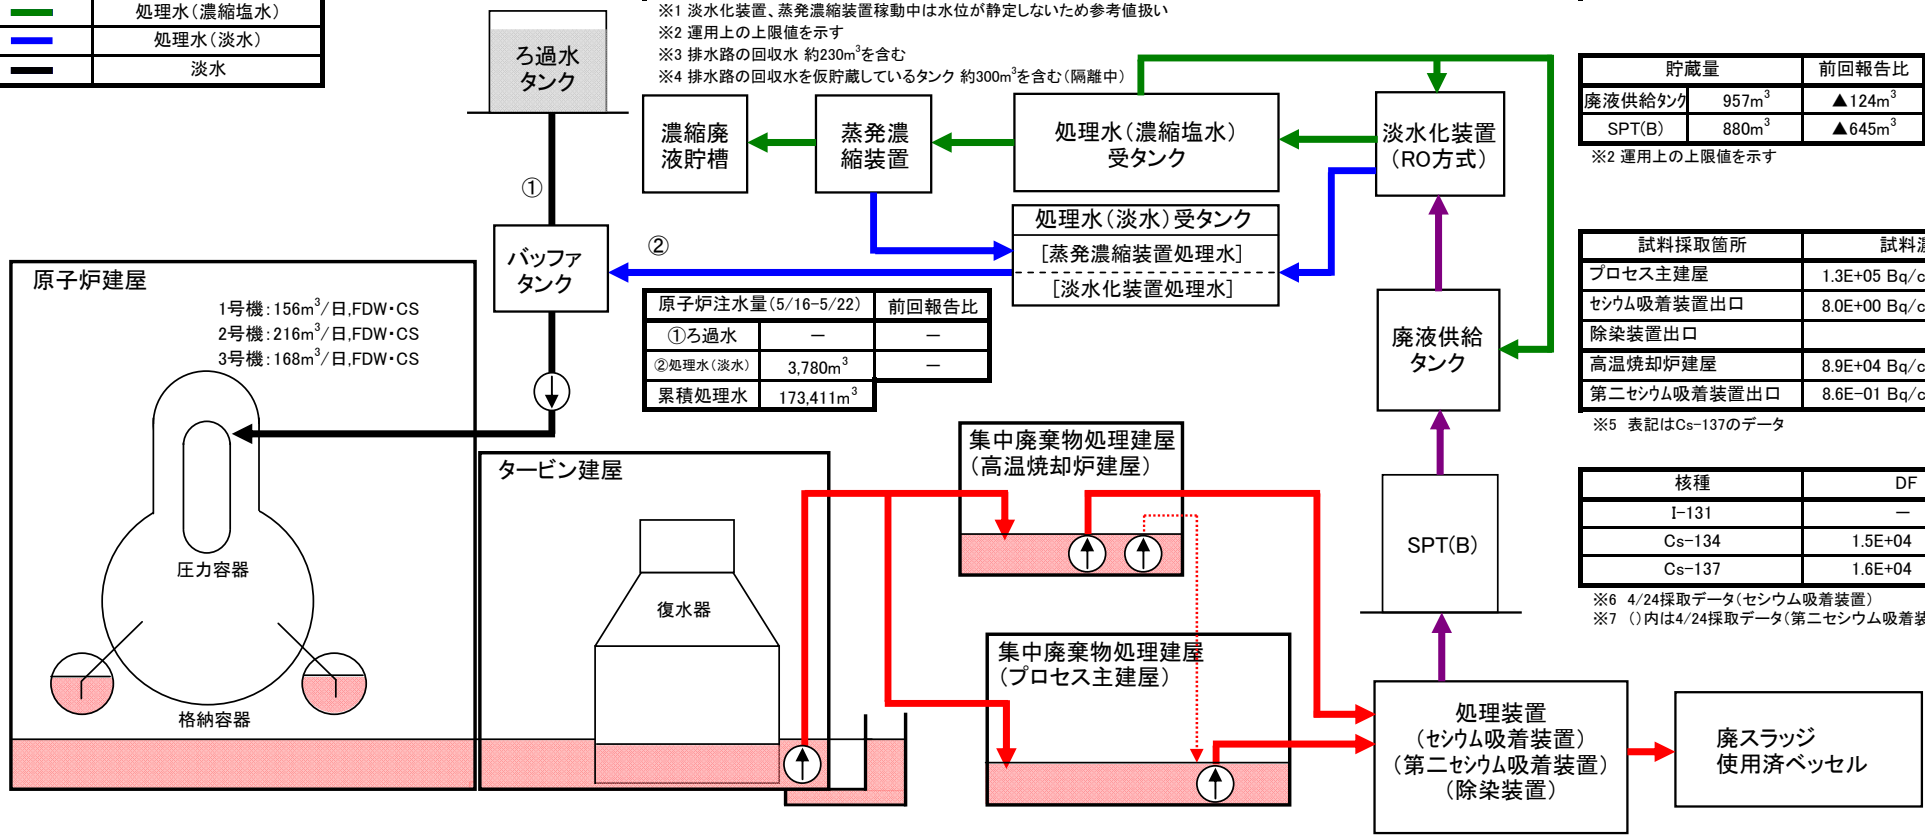 処理水(濃縮塩水)
処理水(淡水)
淡水
※1 淡水化装置、蒸発濃縮装置稼動中は水位が静定しないため参考値扱い
※2 運用上の上限値を示す
※3 排水路の回収水 約230m³を含む
※4 排水路の回収水を仮貯蔵しているタンク 約300m³を含む(隔離中)
ろ過水
タンク
濃縮廃
液貯槽
蒸発濃
縮装置
処理水(濃縮塩水)
受タンク
淡水化装置
(RO方式)
貯蔵量 前回報告比
廃液供給タンク 957m³ ▲124m³
SPT(B) 880m³ ▲645m³
※2 運用上の上限値を示す
①
②
バッファ
タンク
処理水(淡水)受タンク
[蒸発濃縮装置処理水]
[淡水化装置処理水]
原子炉建屋
1号機:156m³/日,FDW・CS
2号機:216m³/日,FDW・CS
3号機:168m³/日,FDW・CS
原子炉注水量(5/16-5/22) 前回報告比
①ろ過水 － －
②処理水(淡水) 3,780m³ －
累積処理水 173,411m³
廃液供給
タンク
試料採取箇所
プロセス主建屋 1.3E+05 Bq/c
セシウム吸着装置出口 8.0E+00 Bq/c
除染装置出口
高温焼却炉建屋 8.9E+04 Bq/c
第二セシウム吸着装置出口 8.6E-01 Bq/c
※5 表記はCs-137のデータ
圧力容器
格納容器
タービン建屋
復水器
集中廃棄物処理建屋
(高温焼却炉建屋)
集中廃棄物処理建屋
(プロセス主建屋)
SPT(B)
核種 DF
I-131 －
Cs-134 1.5E+04
Cs-137 1.6E+04
※6 4/24採取データ(セシウム吸着装置)
※7 ()内は4/24採取データ(第二セシウム吸着装
処理装置
(セシウム吸着装置)
(第二セシウム吸着装置)
(除染装置)
廃スラッジ
使用済ベッセル